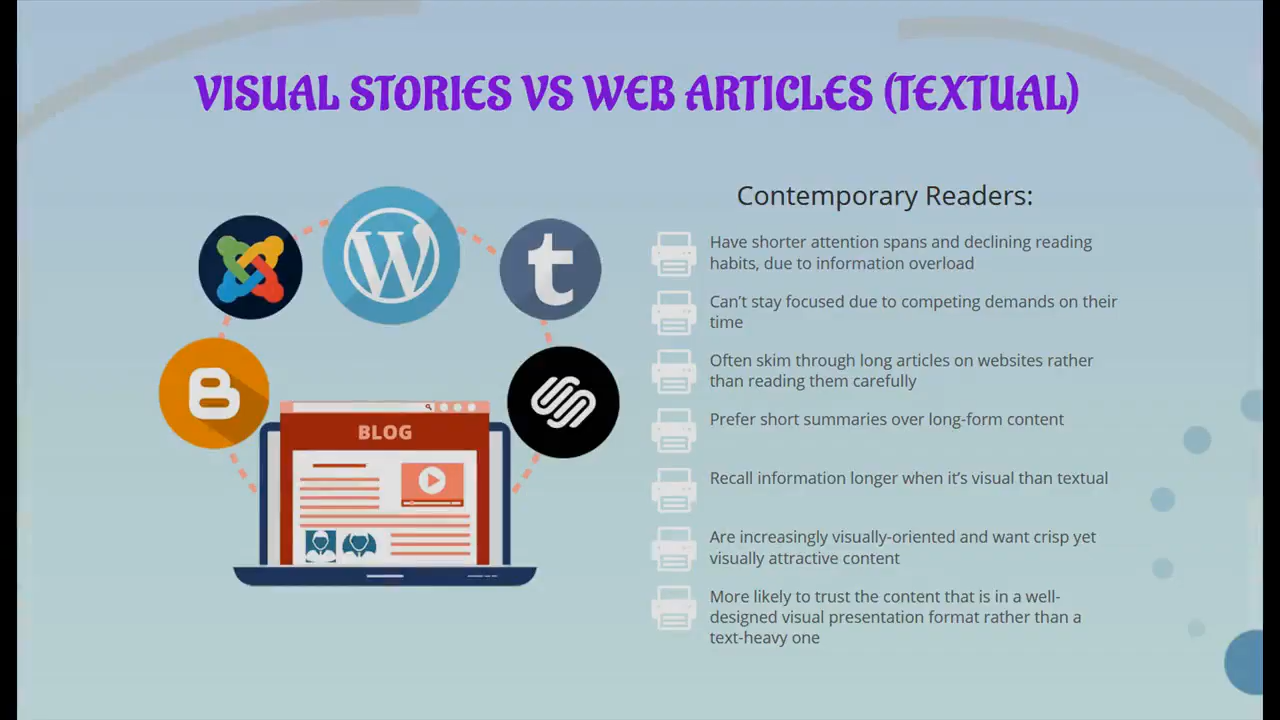 VISUAL STORIES VS WEB ARTICLES (TEXTUAL)
Contemporary Readers:
Have shorter attention spans and declining reading
habits, due to information overload
Can't stay focused due to competing demands on their
time
Often skim through long articles on websites rather
than reading them carefully
Prefer short summaries over long-form content
Recall information longer when it's visual than textual
Are increasingly visually-oriented and want crisp yet
visually attractive content
More likely to trust the content that is in a well-
designed visual presentation format rather than a
text-heavy one
BLOG